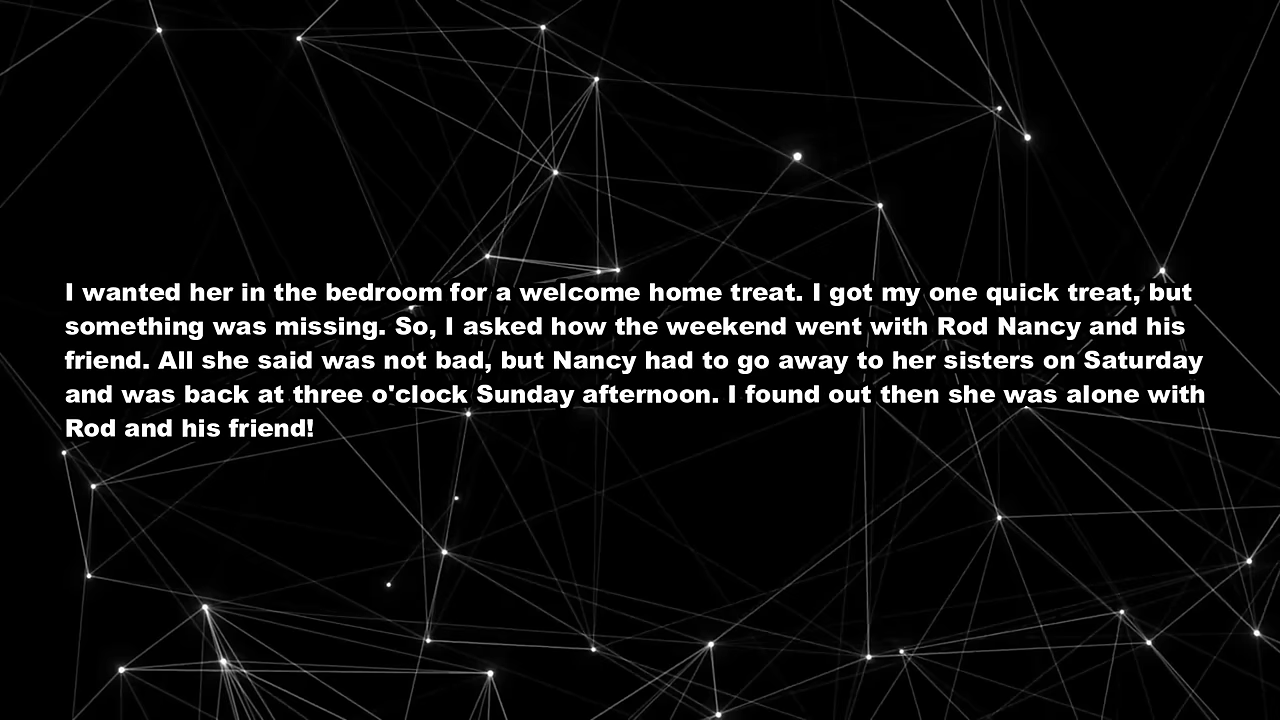 I wanted her in the bedroom for a welcome home treat. I got my one quick treat, but
something was missing. So, I asked how the weekend went with Rod Nancy and his
friend. All she said was not bad, but Nancy had to go away to her sisters on Saturday
and was back at three o'clock Sunday afternoon. I found out then she was alone with
Rod and his friend!